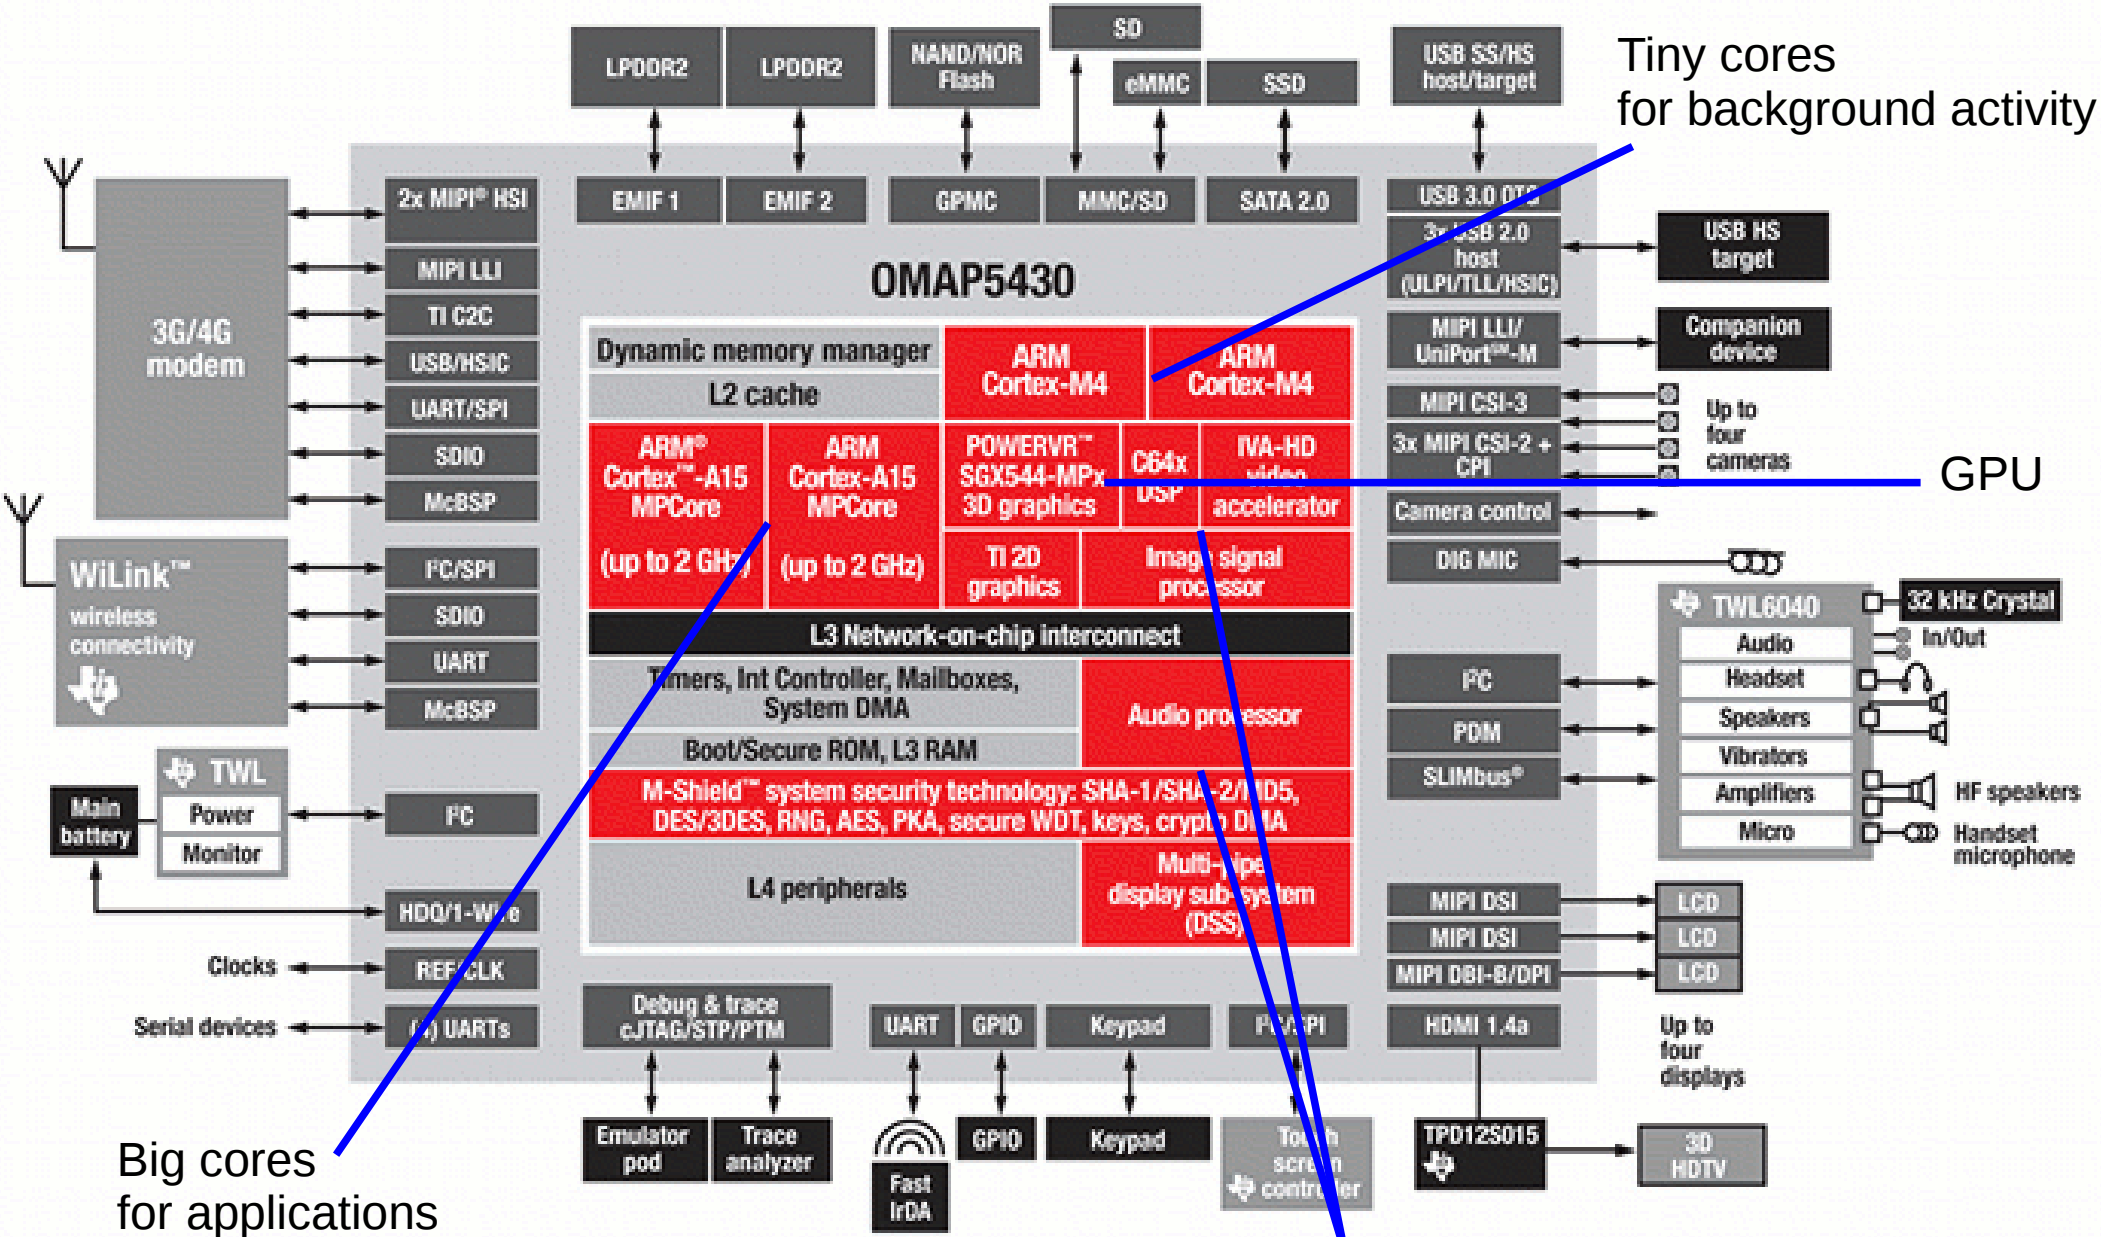 SD
LPDDR2
LPDDR2
NAND/NOR
Flash
eMMC
SSD
USB SS/HS
host/target
Tiny cores
for background activity
2x MIPI® HSI
MIPI LLI
TI C2C
USB/HSIC
UART/SPI
SDIO
McBSP
3G/4G
modem
EMIF 1
EMIF 2
GPMC
MMC/SD
SATA 2.0
USB 3.0 OTG
3x USB 2.0
host
(ULPI/TLL/HSIC)
USB HS
target
MIPI LLI/
UniPort℠-M
Companion
device
MIPI CSI-3
3x MIPI CSI-2 +
CPI
Up to
four
cameras
Camera control
DIG MIC
GPU
OMAP5430
Dynamic memory manager
L2 cache
ARM
Cortex-M4
ARM
Cortex-M4
ARM®
Cortex™-A15
MPCore
(up to 2 GHz)
ARM
Cortex-A15
MPCore
(up to 2 GHz)
POWERVR™
SGX544-MPx
3D graphics
C64x
DSP
IVA-HD
video
accelerator
TI 2D
graphics
Image signal
processor
L3 Network-on-chip interconnect
Timers, Int Controller, Mailboxes,
System DMA
Boot/Secure ROM, L3 RAM
Audio processor
M-Shield™ system security technology: SHA-1/SHA-2/MD5,
DES/3DES, RNG, AES, PKA, secure WDT, keys, crypto DMA
L4 peripherals
Multi-pipe
display sub-system
(DSS)
WiLink™
wireless
connectivity
I²C/SPI
SDIO
UART
McBSP
TWL
Power
Monitor
Main
battery
I²C
HDQ/1-Wire
Clocks
REF/CLK
Serial devices
UARTs
TWL6040
Audio
Headset
Speakers
Vibrators
Amplifiers
Micro
32 kHz Crystal
In/Out
HF speakers
Handset
microphone
I²C
PDM
SLIMbus®
MIPI DSI
MIPI DSI
MIPI DBI-B/DPI
LCD
LCD
LCD
HDMI 1.4a
Up to
four
displays
Debug & trace
cJTAG/STP/PTM
UART
GPIO
Keypad
I²C/SPI
Emulator
pod
Trace
analyzer
Fast
IrDA
GPIO
Keypad
Touch
screen
controller
TPD12S015
3D
HDTV
Big cores
for applications